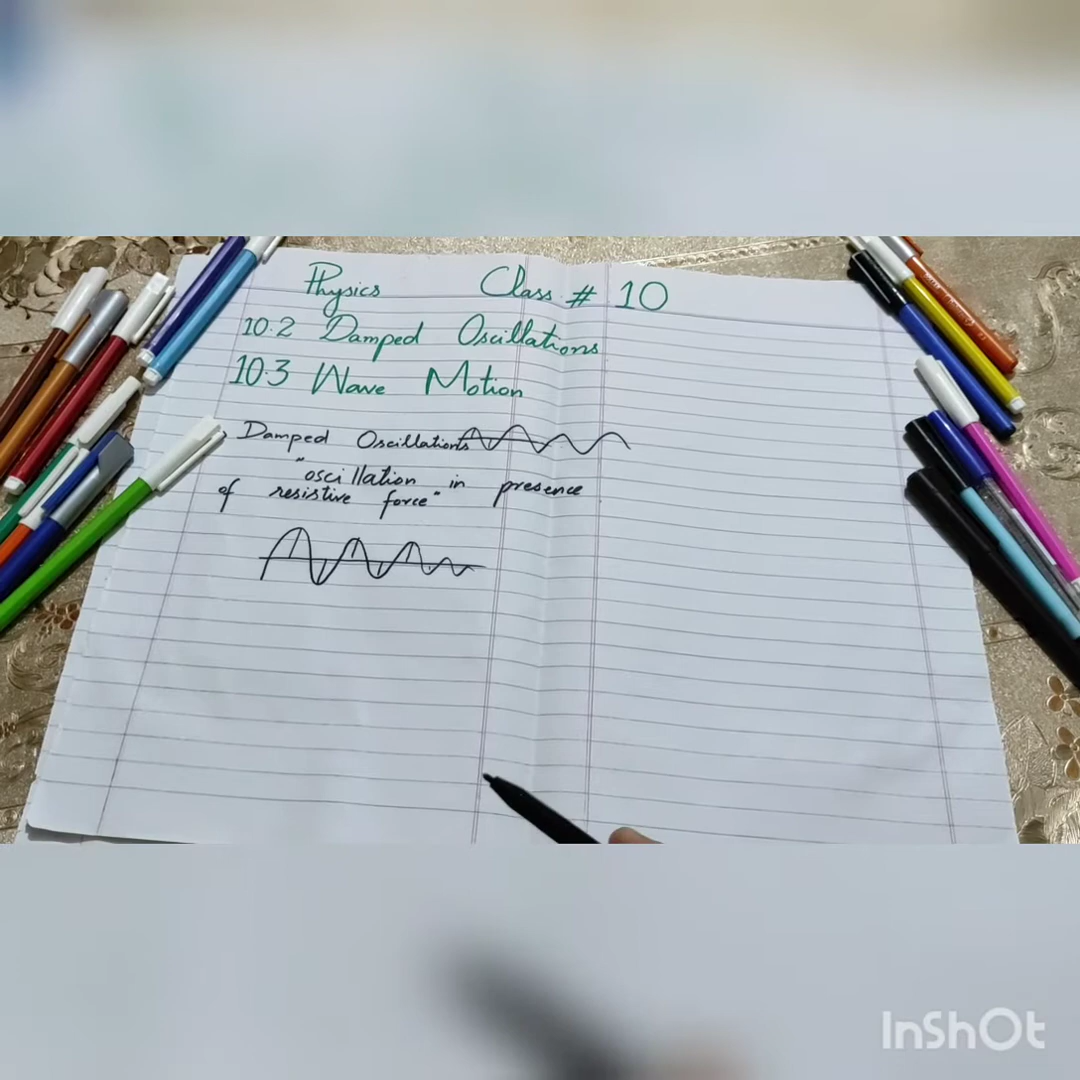 Physics Class # 10
10.2 Damped Oscillations
10.3 Wave Motion
Damped Oscillations
"oscillation in presence
of resistive force"
InShOt